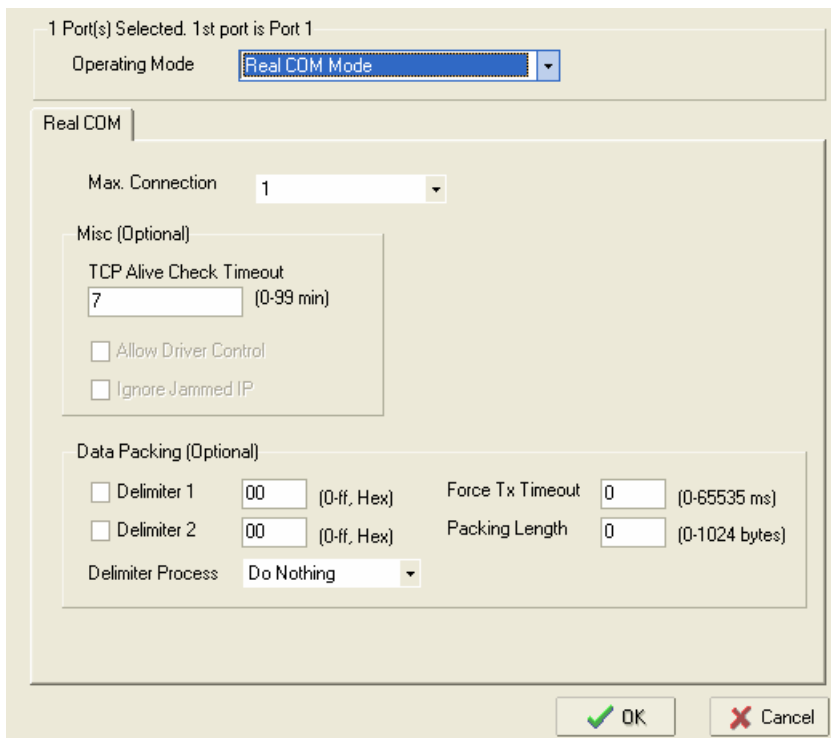 1 Port(s) Selected. 1st port is Port 1
Operating Mode Real COM Mode
Real COM
Max. Connection 1
Misc (Optional)
TCP Alive Check Timeout
7 (0-99 min)
Allow Driver Control
Ignore Jammed IP
Data Packing (Optional)
Delimiter 1 00 (0-ff, Hex) Force Tx Timeout 0 (0-65535 ms)
Delimiter 2 00 (0-ff, Hex) Packing Length 0 (0-1024 bytes)
Delimiter Process Do Nothing
OK Cancel